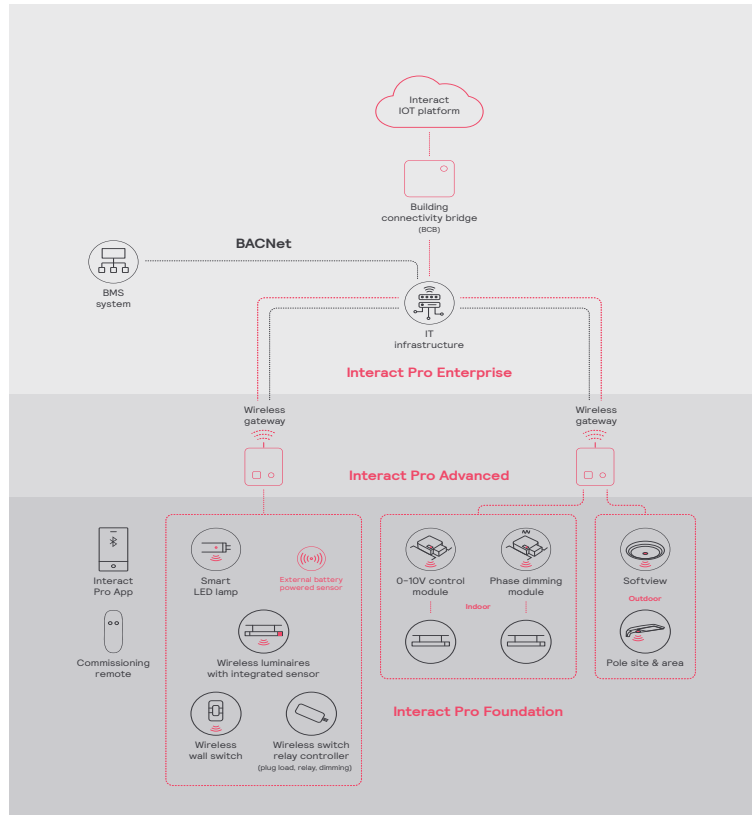 Interact
IOT platform
Building
connectivity bridge
(BCB)
BACNet
BMS
system
IT
infrastructure
Interact Pro Enterprise
Wireless
gateway
Wireless
gateway
Interact Pro Advanced
Interact
Pro App
Smart
LED lamp
External battery
powered sensor
0-10V control
module
Phase dimming
module
Indoor
Softview
Outdoor
Commissioning
remote
Wireless luminaires
with integrated sensor
Pole site & area
Interact Pro Foundation
Wireless
wall switch
Wireless switch
relay controller
(plug load, relay, dimming)